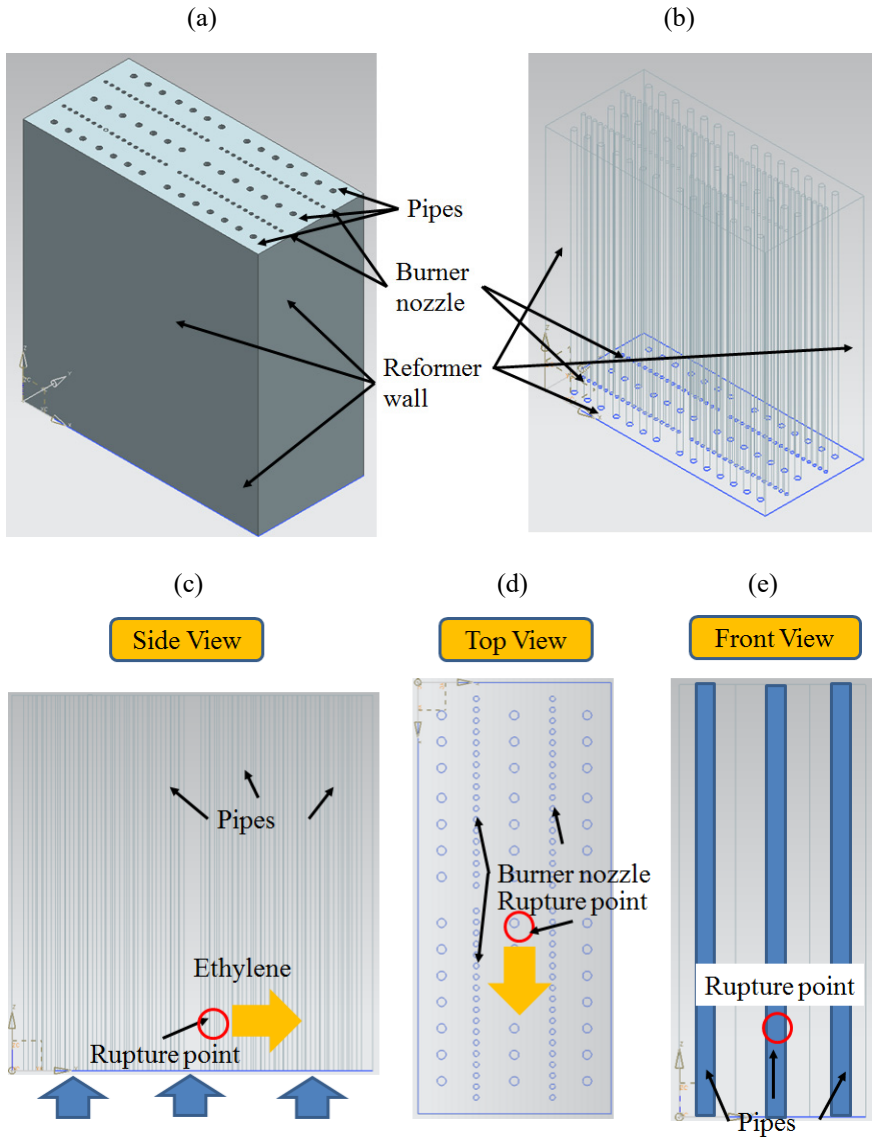 (a)
(b)
Pipes
Burner
nozzle
Reformer
wall
(c)
(d)
(e)
Side View
Top View
Front View
Pipes
Ethylene
Rupture point
Burner nozzle
Rupture point
Rupture point
Pipes